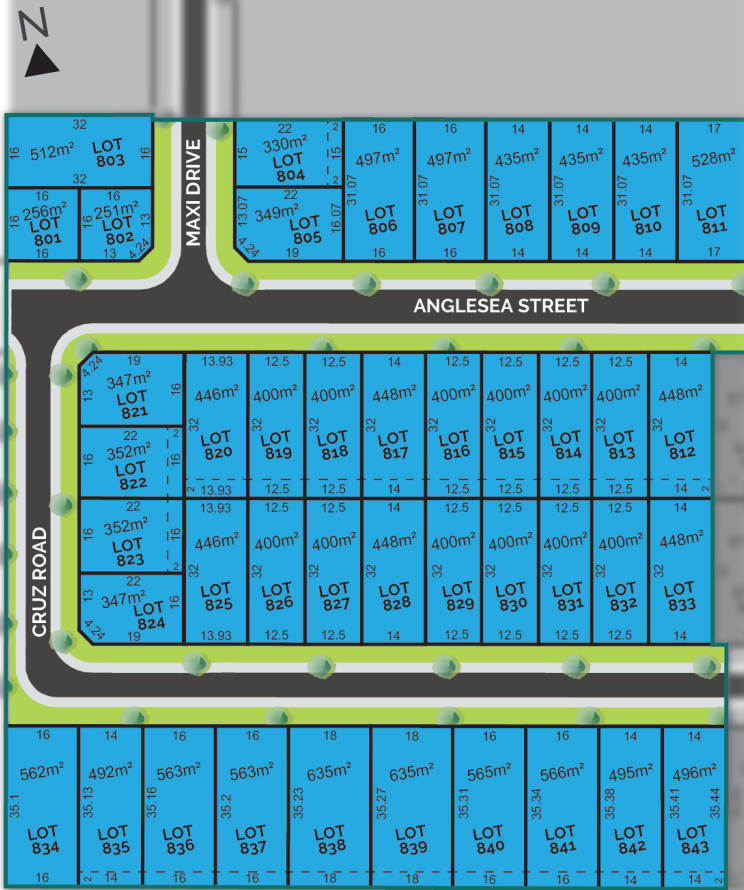 N
32
16
512m²
LOT
803
16
32
16
16
256m²
LOT
801
16
16
16
251m²
LOT
802
13
13
4.24
MAXI DRIVE
22
2
15
330m²
LOT
804
15
2
22
13.07
349m²
LOT
805
16.07
4.24
19
16
497m²
31.07
LOT
806
16
16
497m²
31.07
LOT
807
16
14
435m²
31.07
LOT
808
14
14
435m²
31.07
LOT
809
14
14
435m²
31.07
LOT
810
14
17
528m²
31.07
LOT
811
17
ANGLESEA STREET
CRUZ ROAD
4.24
19
347m²
13
LOT
821
16
22
2
352m²
16
LOT
822
16
22
352m²
16
LOT
823
16
2
22
13
347m²
LOT
824
16
4.24
19
13.93
446m²
32
LOT
820
2
13.93
12.5
400m²
32
LOT
819
12.5
12.5
400m²
32
LOT
818
12.5
14
448m²
32
LOT
817
14
12.5
400m²
32
LOT
816
12.5
12.5
400m²
32
LOT
815
12.5
12.5
400m²
32
LOT
814
12.5
12.5
400m²
32
LOT
813
12.5
14
448m²
32
LOT
812
14
2
13.93
446m²
32
LOT
825
13.93
12.5
400m²
32
LOT
826
12.5
12.5
400m²
32
LOT
827
12.5
14
448m²
32
LOT
828
14
12.5
400m²
32
LOT
829
12.5
12.5
400m²
32
LOT
830
12.5
12.5
400m²
32
LOT
831
12.5
12.5
400m²
32
LOT
832
12.5
14
448m²
32
LOT
833
14
16
562m²
35.1
LOT
834
16
14
492m²
35.13
LOT
835
2
14
16
563m²
35.16
LOT
836
16
16
563m²
35.2
LOT
837
16
18
635m²
35.23
LOT
838
18
18
635m²
35.27
LOT
839
18
16
565m²
35.31
LOT
840
16
16
566m²
35.34
LOT
841
16
14
495m²
35.38
LOT
842
14
14
496m²
35.41
35.44
LOT
843
14
2